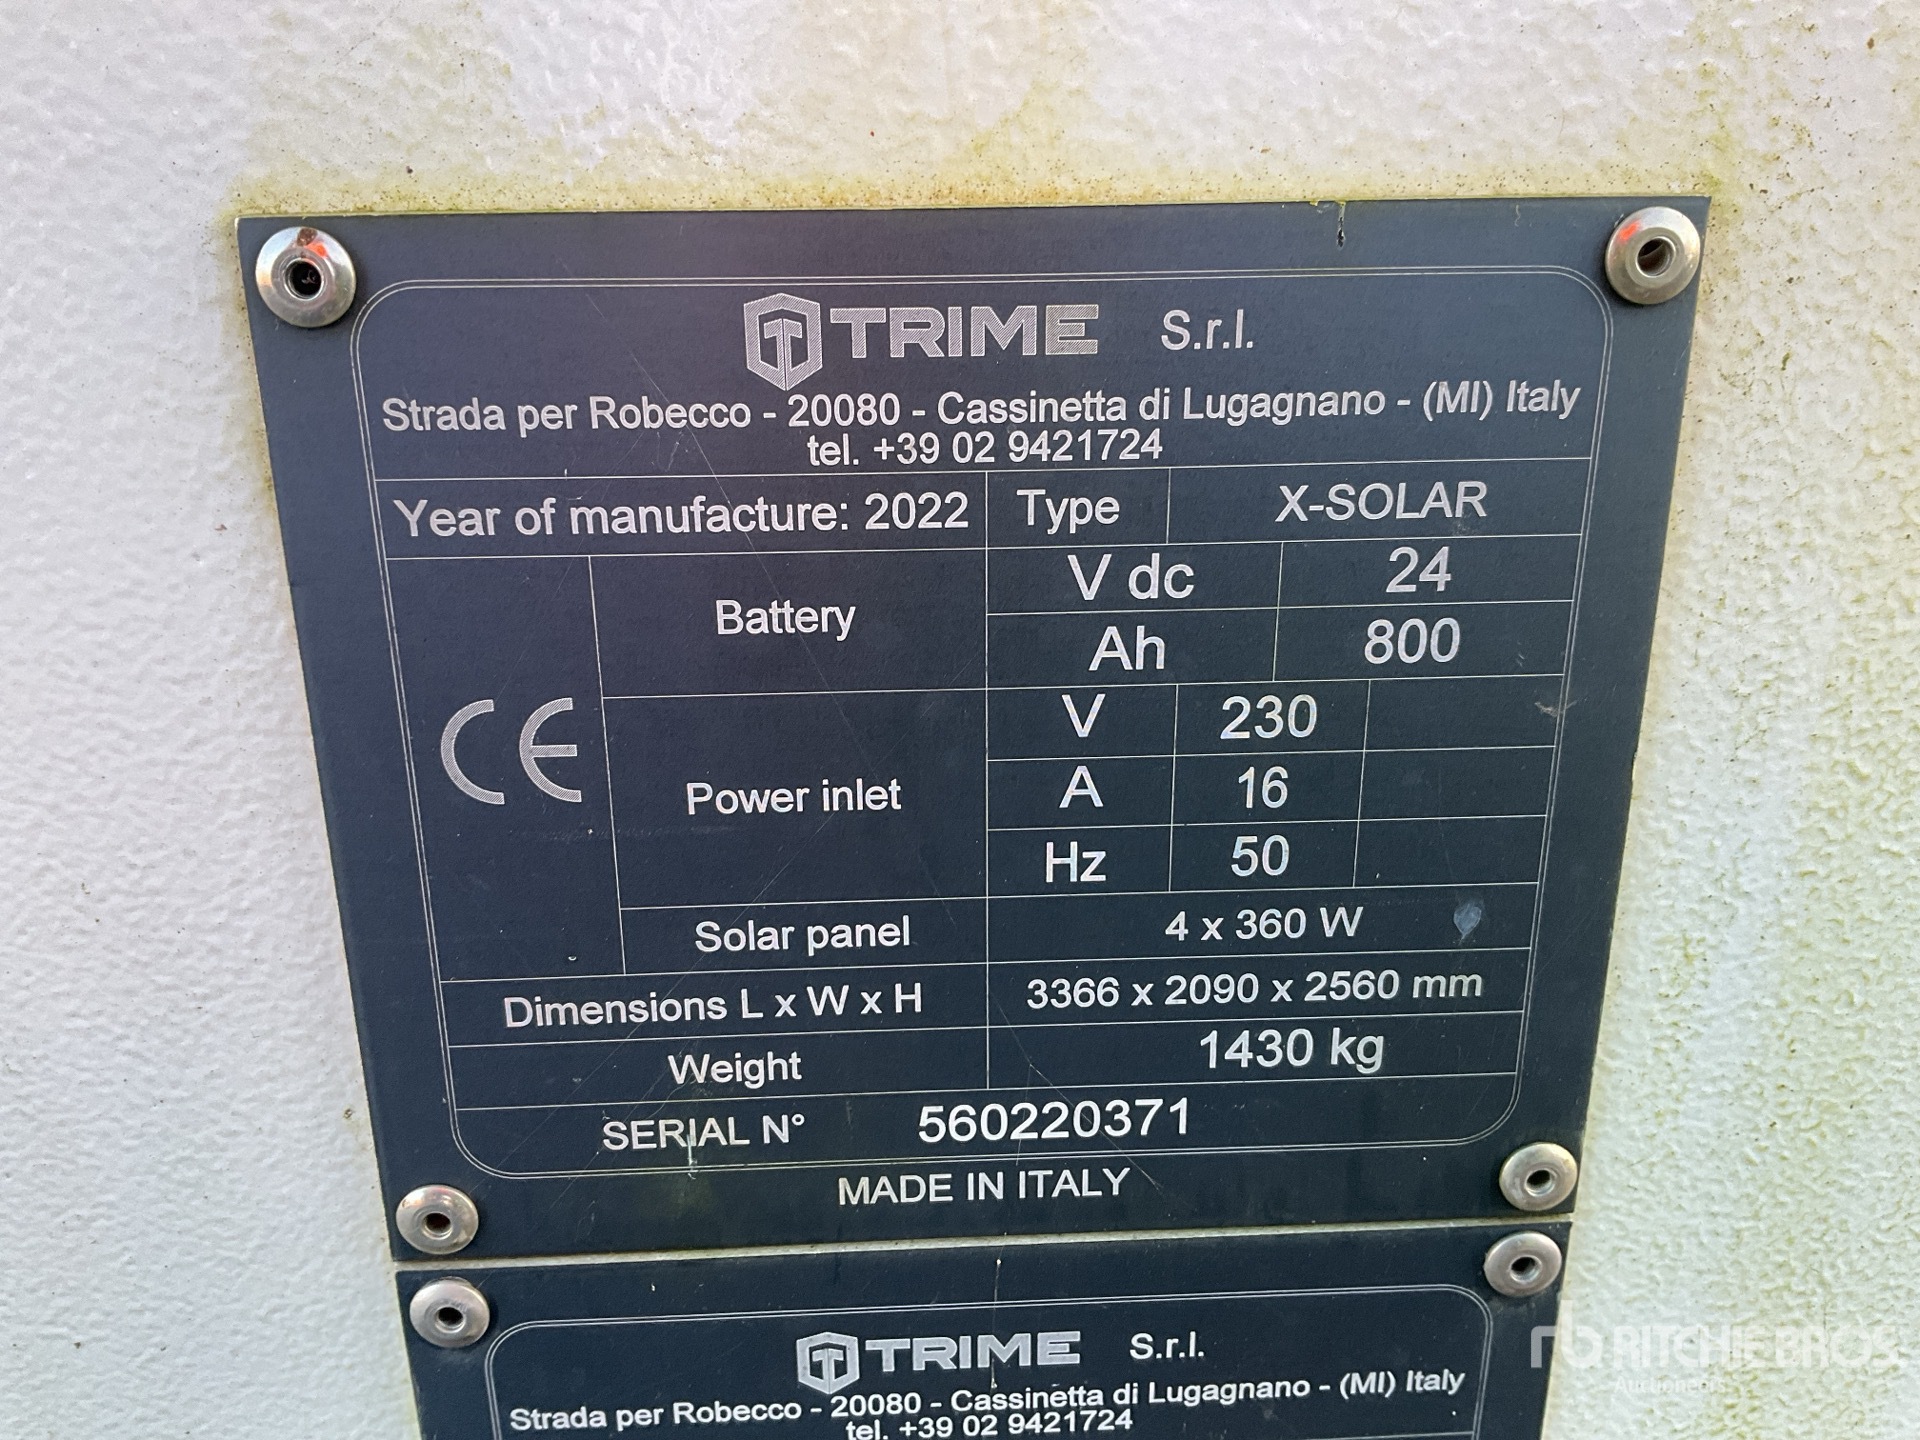 TRIME S.r.l.
Strada per Robecco - 20080 - Cassinetta di Lugagnano - (MI) Italy
tel. +39 02 9421724
Year of manufacture: 2022 Type X-SOLAR
CE
Battery
V dc 24
Ah 800
Power inlet
V 230
A 16
Hz 50
Solar panel 4 x 360 W
Dimensions L x W x H 3366 x 2090 x 2560 mm
Weight 1430 kg
SERIAL N° 560220371
MADE IN ITALY
TRIME S.r.l.
Strada per Robecco - 20080 - Cassinetta di Lugagnano - (MI) Italy
tel. +39 02 9421724
rb RITCHIE BROS.
Auctioneers